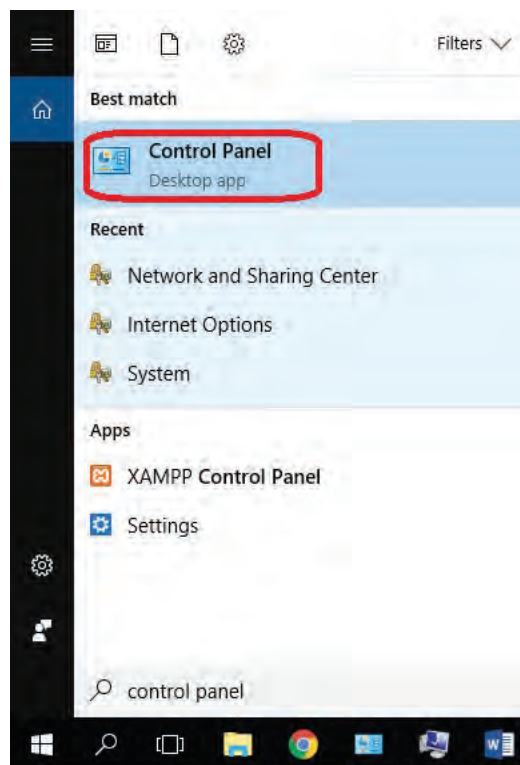 Filters
Best match
Control Panel
Desktop app
Recent
Network and Sharing Center
Internet Options
System
Apps
XAMPP Control Panel
Settings
control panel